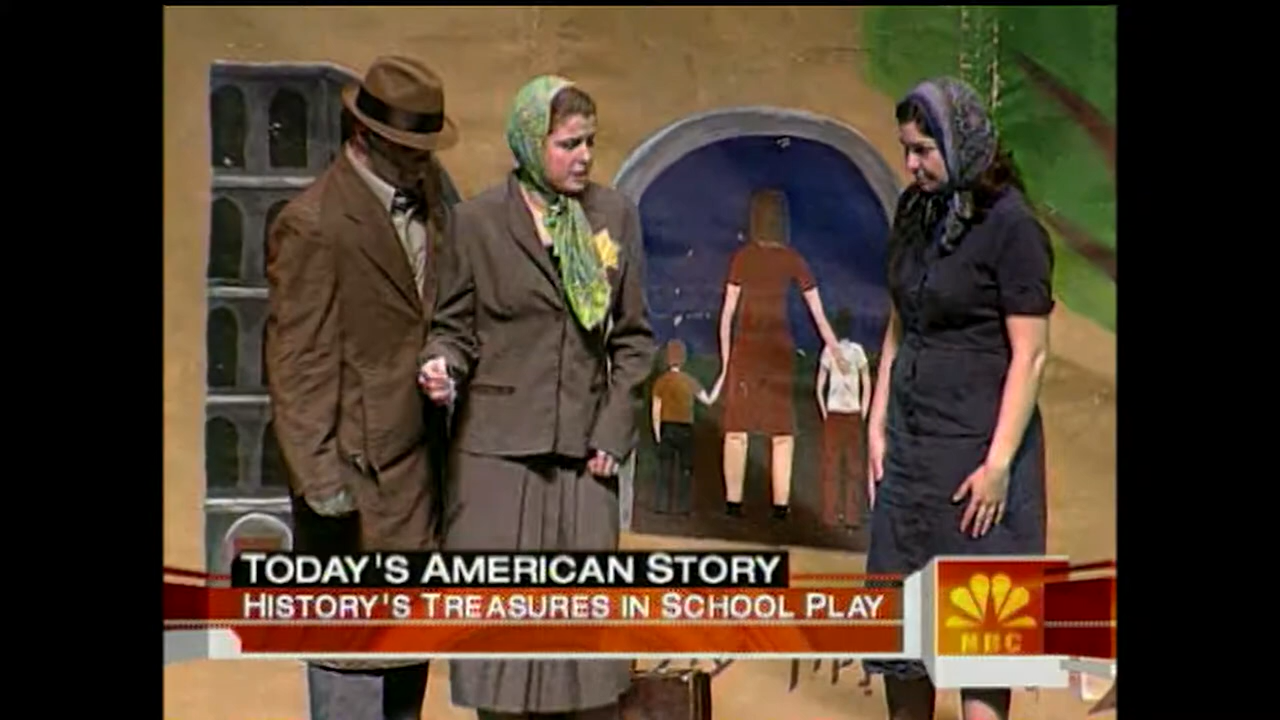 TODAY'S AMERICAN STORY
HISTORY'S TREASURES IN SCHOOL PLAY
NBC